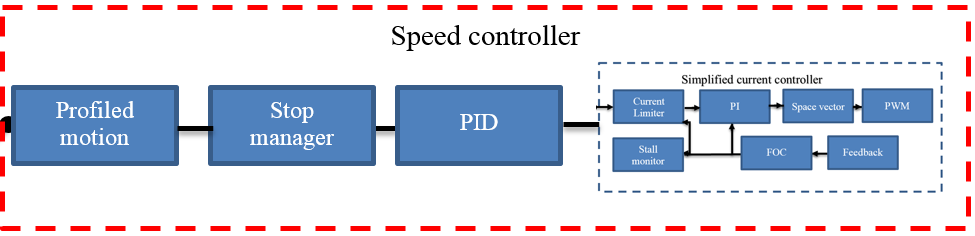 Speed controller
Profiled
motion
Stop
manager
PID
Simplified current controller
Current
Limiter
PI
Space vector
PWM
Stall
monitor
FOC
Feedback